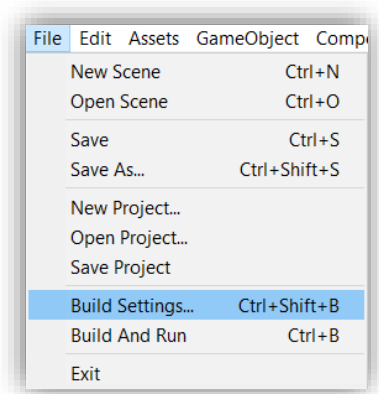 File Edit Assets GameObject Compo
New Scene Ctrl+N
Open Scene Ctrl+O
Save Ctrl+S
Save As... Ctrl+Shift+S
New Project...
Open Project...
Save Project
Build Settings... Ctrl+Shift+B
Build And Run Ctrl+B
Exit